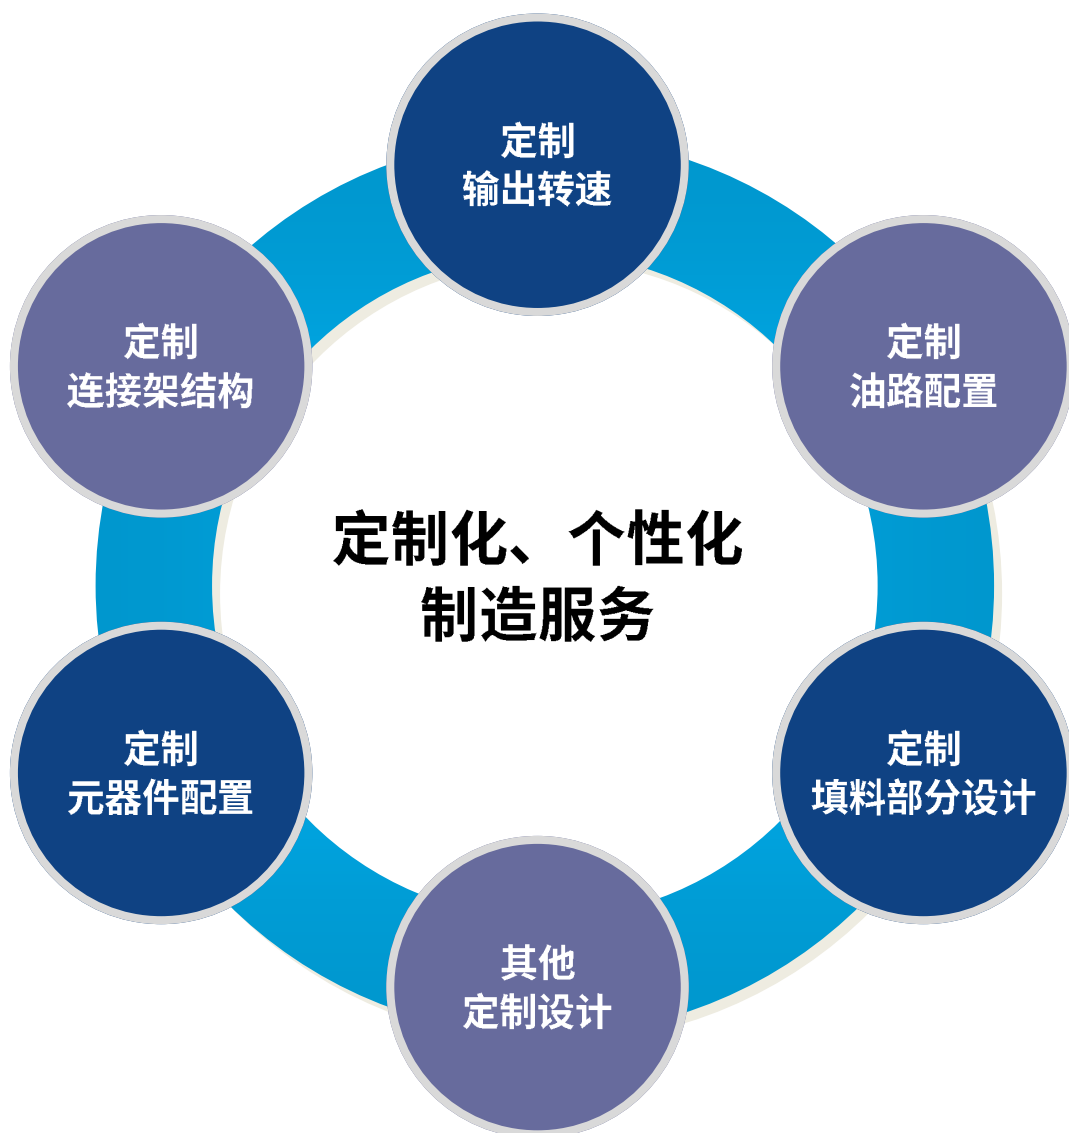 定制
输出转速
定制
连接架结构
定制
油路配置
定制化、个性化
制造服务
定制
元器件配置
定制
填料部分设计
其他
定制设计